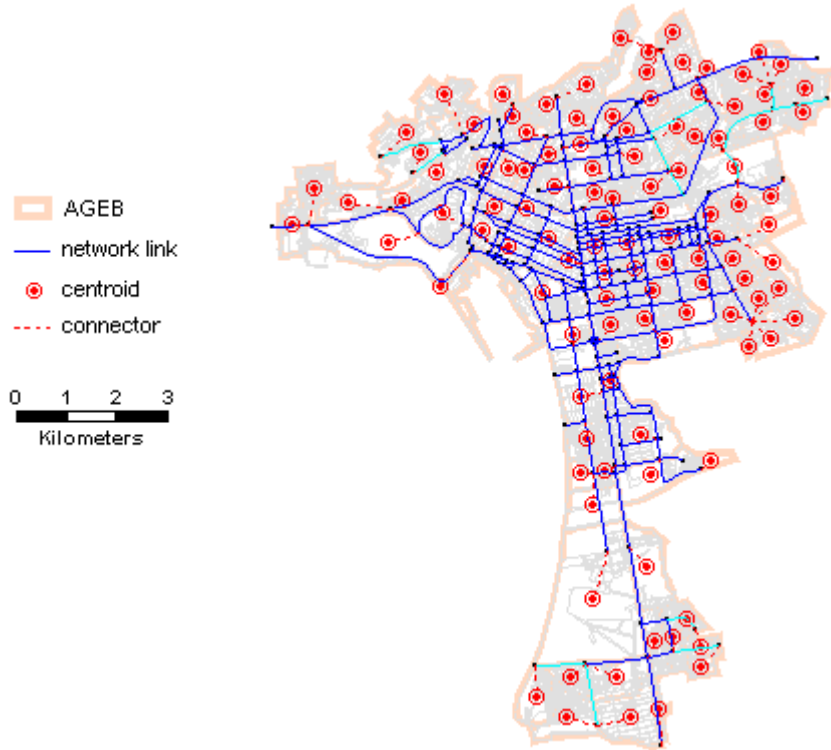 AGEB
network link
centroid
connector
0 1 2 3
Kilometers